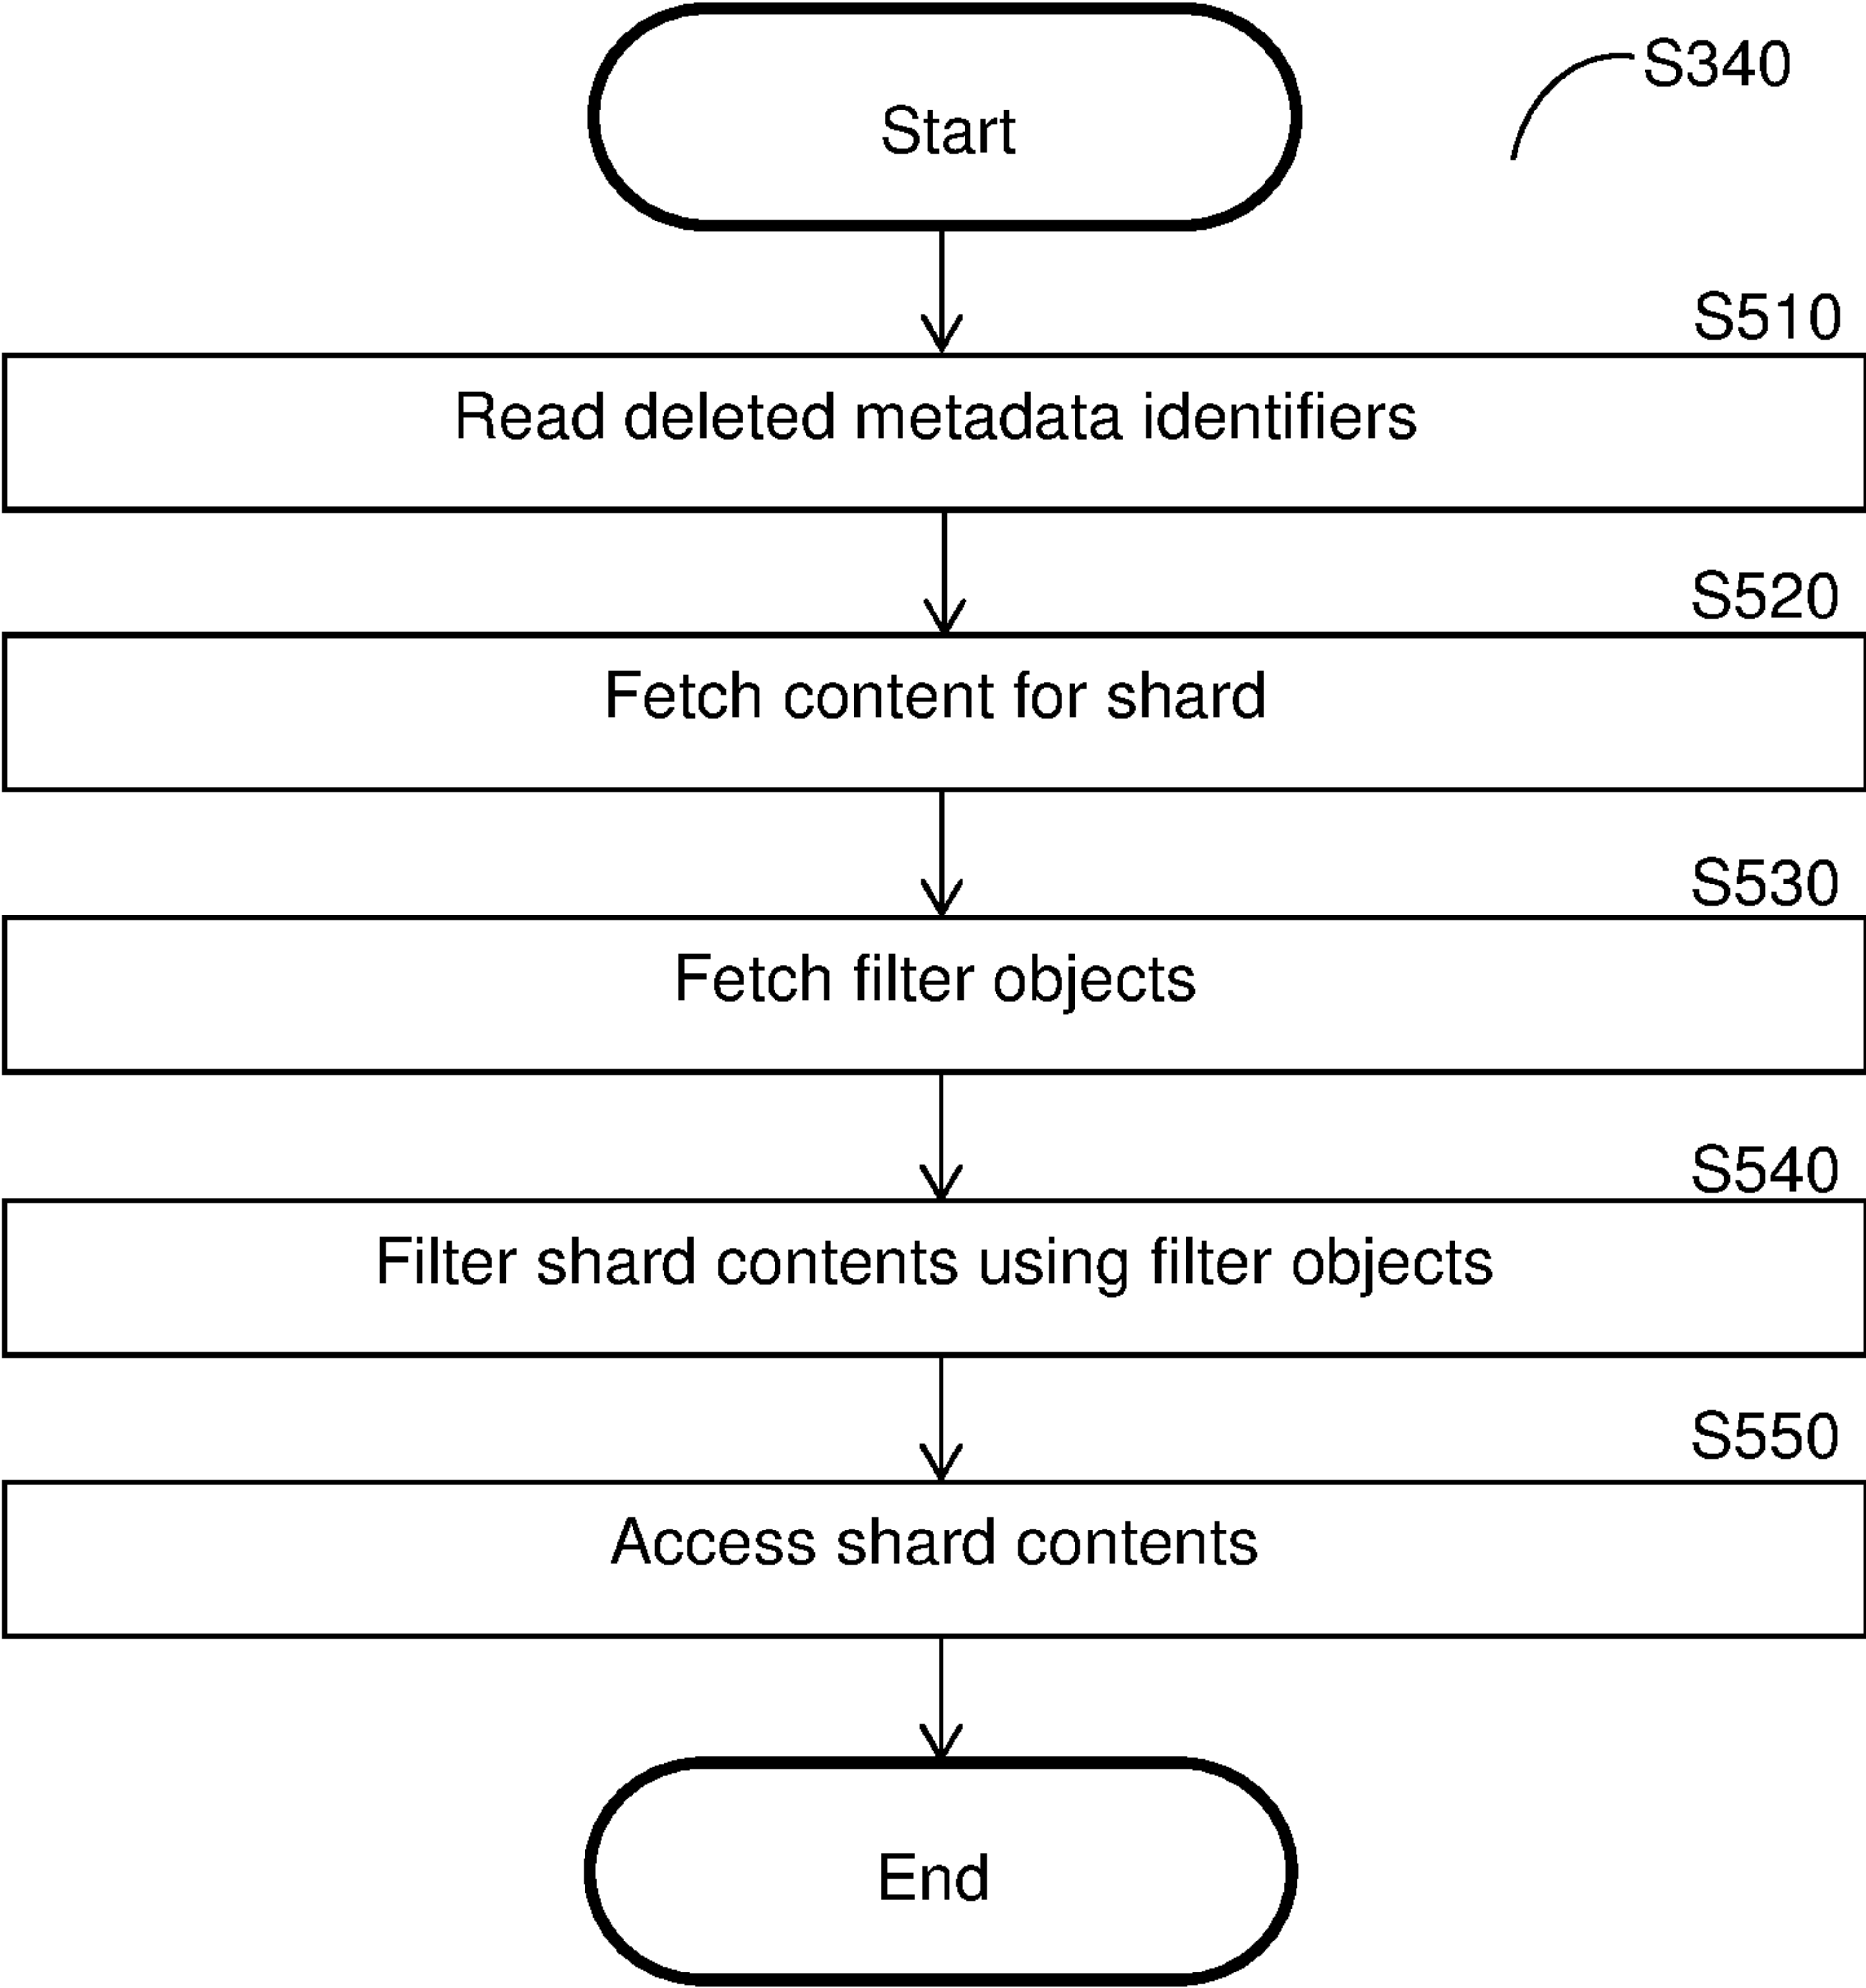 S340
Start
S510
Read deleted metadata identifiers
S520
Fetch content for shard
S530
Fetch filter objects
S540
Filter shard contents using filter objects
S550
Access shard contents
End